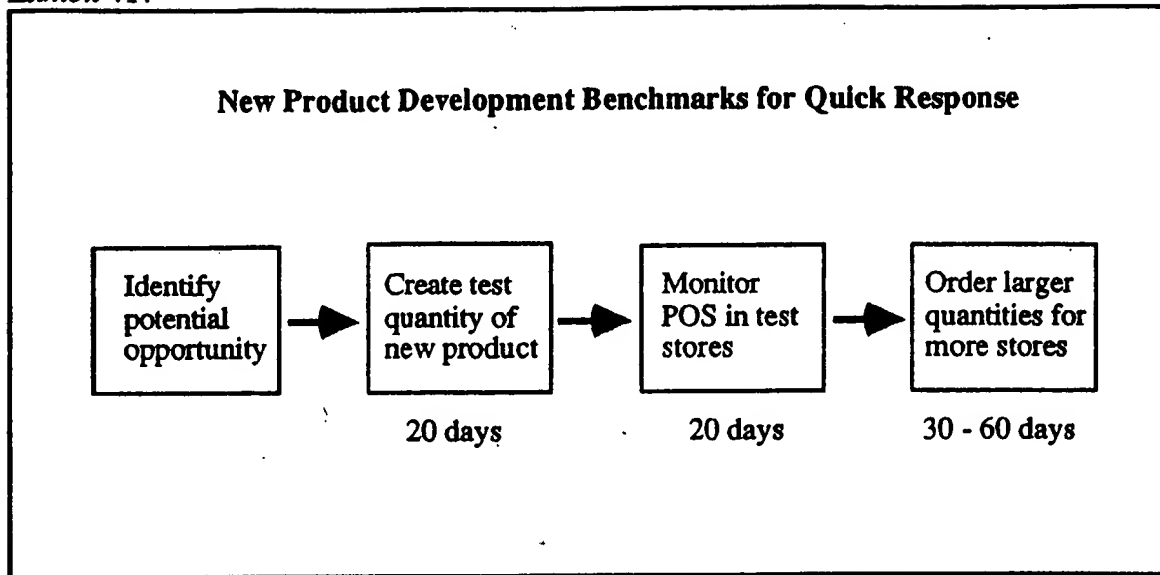 New Product Development Benchmarks for Quick Response
Identify
potential
opportunity
Create test
quantity of
new product
Monitor
POS in test
stores
Order larger
quantities for
more stores
20 days
20 days
30 - 60 days